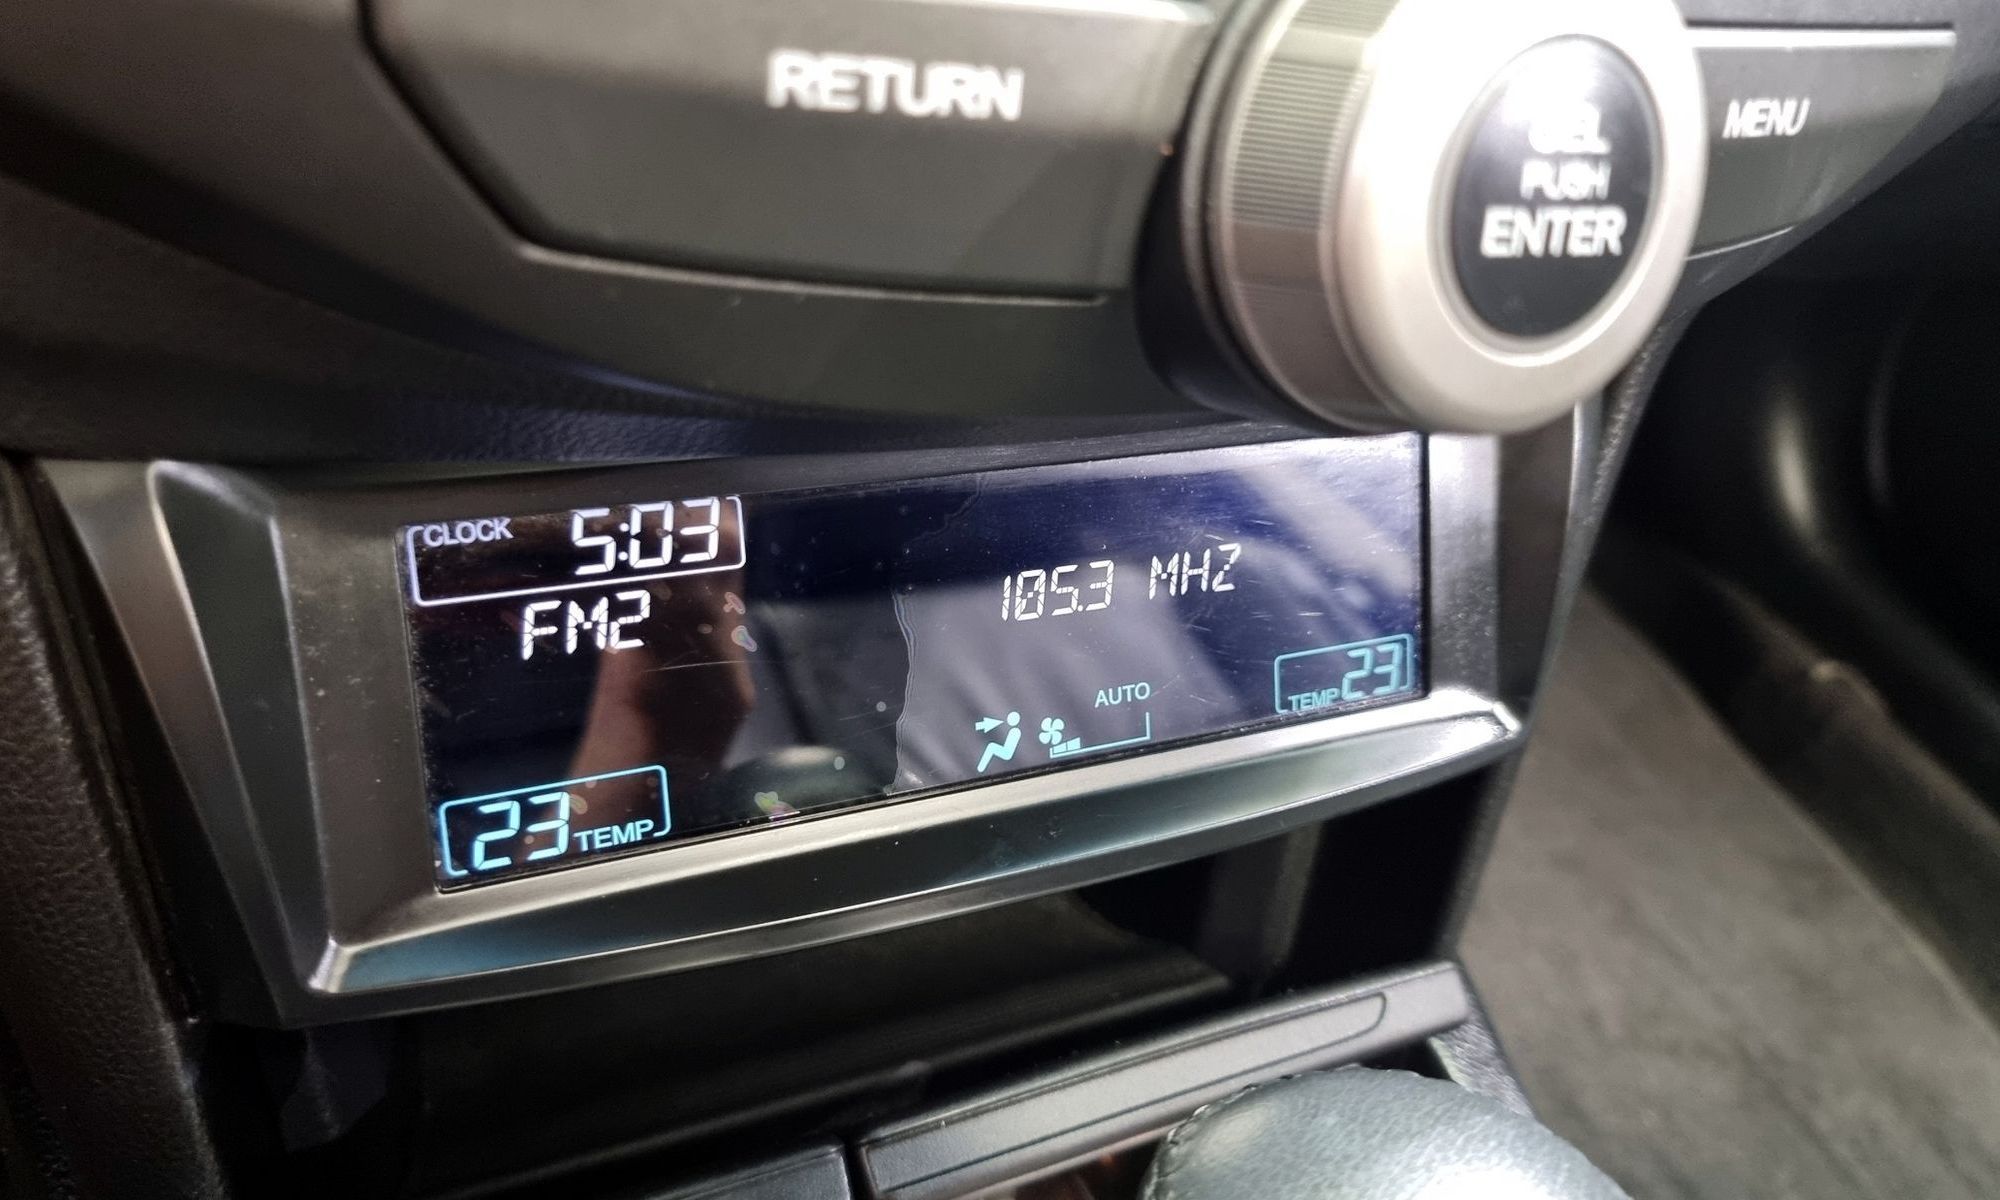 RETURN
SEL
PUSH
ENTER
MENU
CLOCK 5:03
FM2
105.3 MHZ
AUTO
TEMP 23
23 TEMP